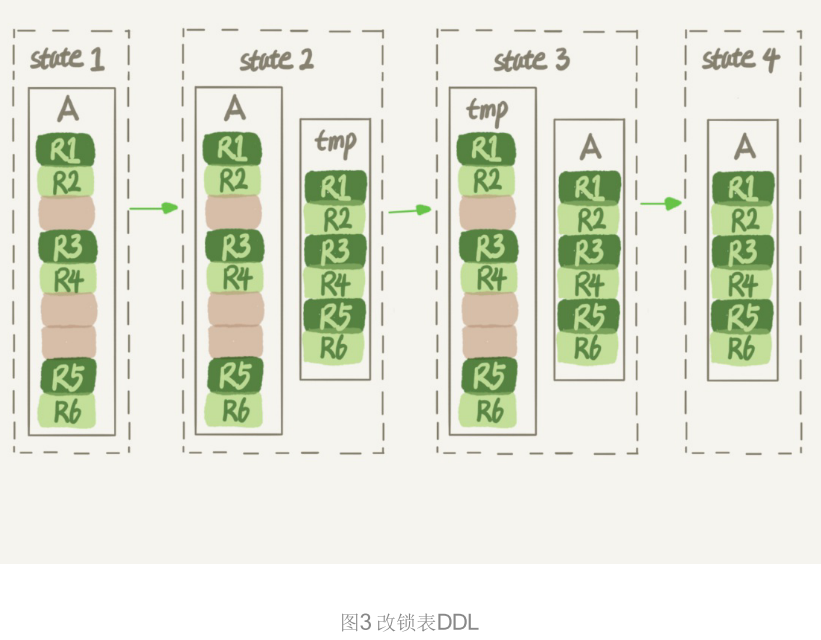 state 1
A
R1
R2
R3
R4
R5
R6
state 2
A
R1
R2
R3
R4
R5
R6
tmp
R1
R2
R3
R4
R5
R6
state 3
tmp
R1
R2
R3
R4
R5
R6
A
R1
R2
R3
R4
R5
R6
state 4
A
R1
R2
R3
R4
R5
R6
图3 改锁表DDL